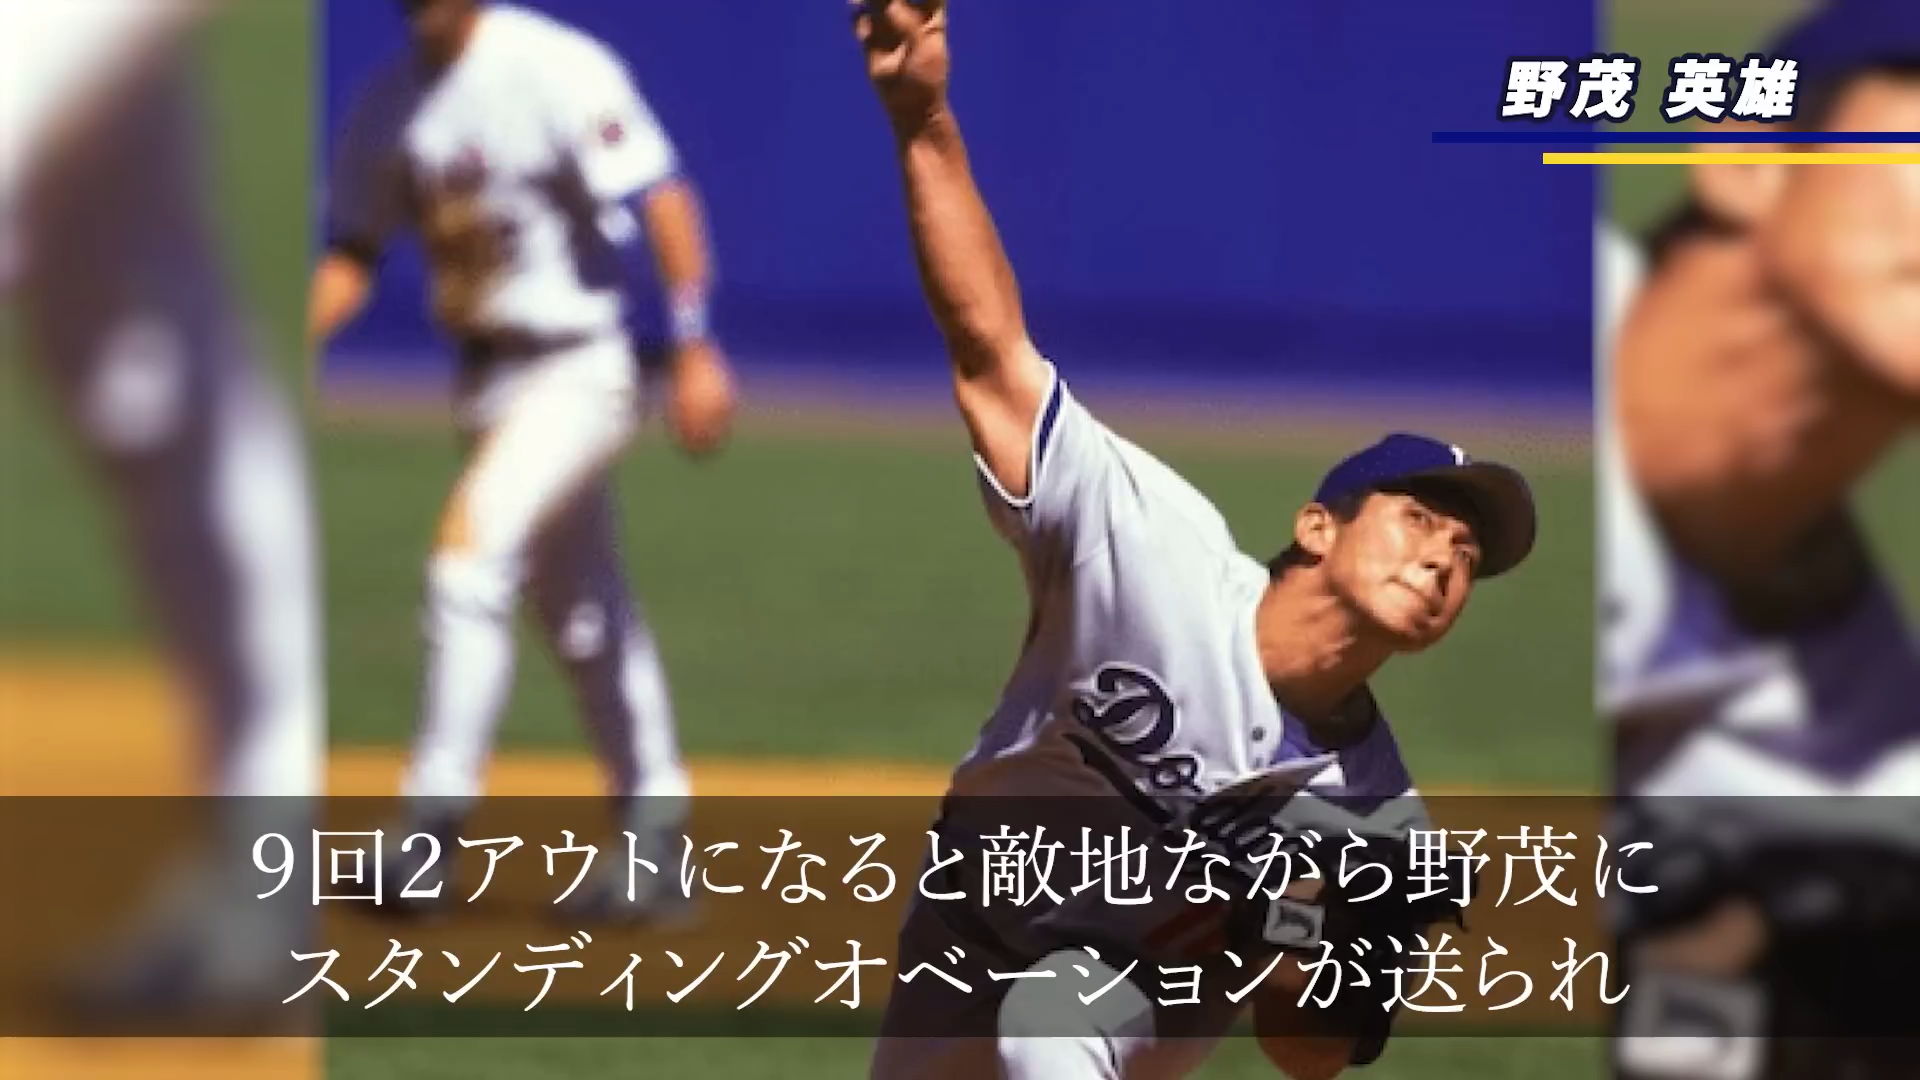 野茂 英雄
9回2アウトになると敵地ながら野茂に
スタンディングオベーションが送られ